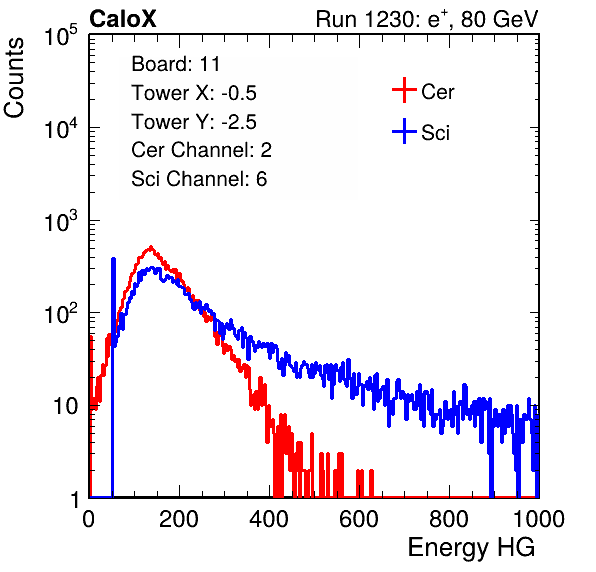 CaloX Run 1230: e⁺, 80 GeV
Counts
10⁵
10⁴
10³
10²
10
1
Board: 11
Tower X: -0.5
Tower Y: -2.5
Cer Channel: 2
Sci Channel: 6
Cer
Sci
0 200 400 600 800 1000
Energy HG